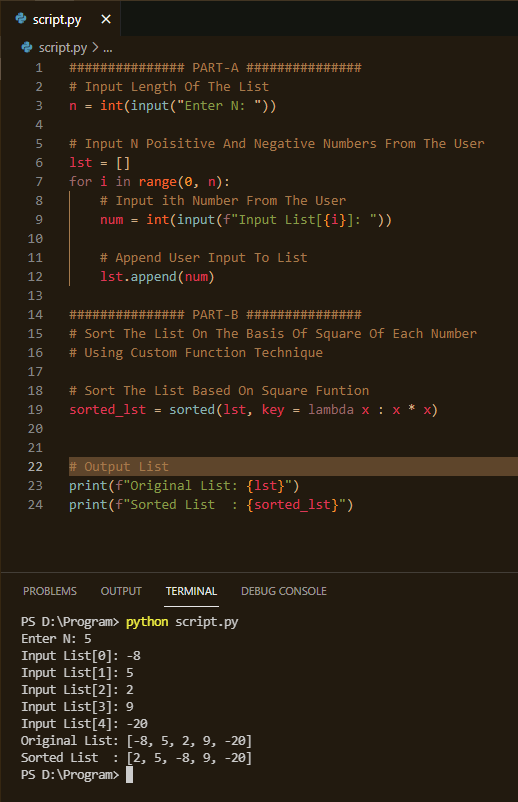 script.py ×
script.py > ...
1 ############### PART-A ###############
2 # Input Length Of The List
3 n = int(input("Enter N: "))
4
5 # Input N Poisitive And Negative Numbers From The User
6 lst = []
7 for i in range(0, n):
8     # Input ith Number From The User
9     num = int(input(f"Input List[{i}]: "))
10
11     # Append User Input To List
12     lst.append(num)
13
14 ############### PART-B ###############
15 # Sort The List On The Basis Of Square Of Each Number
16 # Using Custom Function Technique
17
18 # Sort The List Based On Square Funtion
19 sorted_lst = sorted(lst, key = lambda x : x * x)
20
21
22 # Output List
23 print(f"Original List: {lst}")
24 print(f"Sorted List  : {sorted_lst}")
PROBLEMS OUTPUT TERMINAL DEBUG CONSOLE
PS D:\Program> python script.py
Enter N: 5
Input List[0]: -8
Input List[1]: 5
Input List[2]: 2
Input List[3]: 9
Input List[4]: -20
Original List: [-8, 5, 2, 9, -20]
Sorted List  : [2, 5, -8, 9, -20]
PS D:\Program>